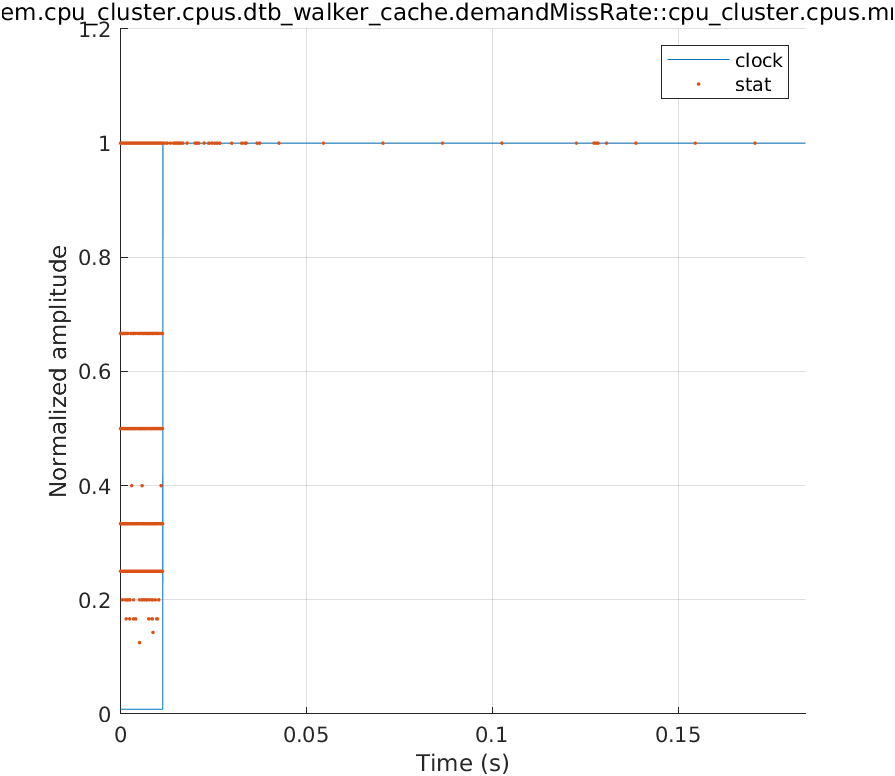 em.cpu_cluster.cpus.dtb_walker_cache.demandMissRate::cpu_cluster.cpus.mm
1.2
clock
stat
1
0.8
0.6
0.4
0.2
0
Normalized amplitude
0
0.05
0.1
0.15
Time (s)